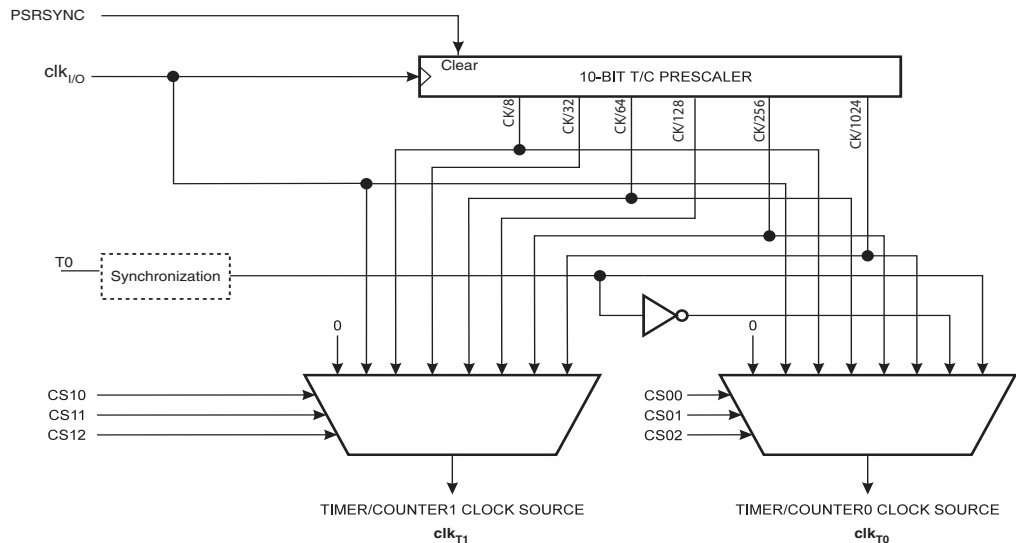 PSRSYNC
clkI/O
Clear
10-BIT T/C PRESCALER
CK/8
CK/32
CK/64
CK/128
CK/256
CK/1024
T0
Synchronization
0
0
CS10
CS11
CS12
CS00
CS01
CS02
TIMER/COUNTER1 CLOCK SOURCE
clkT1
TIMER/COUNTER0 CLOCK SOURCE
clkT0